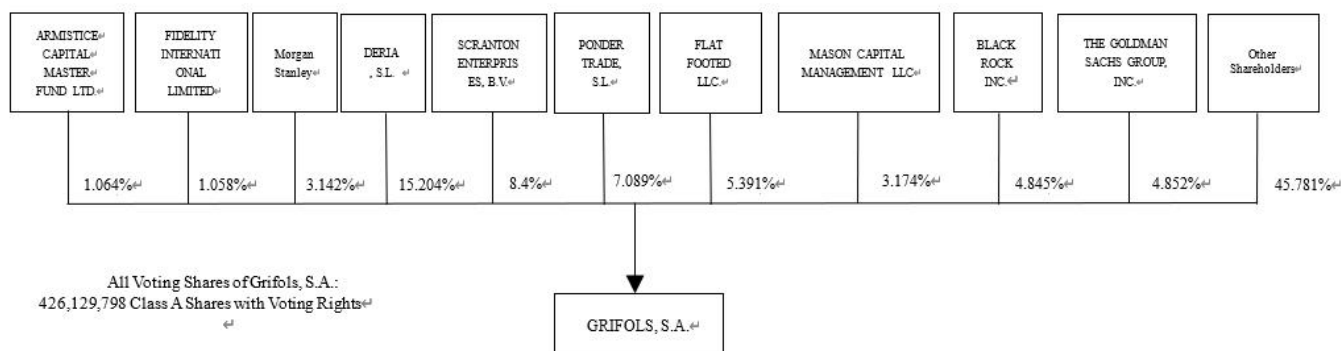 ARMISTICE
CAPITAL
MASTER
FUND LTD.
FIDELITY
INTERNATI
ONAL
LIMITED↵
Morgan
Stanley↵
DERIA
, S.L. ↵
SCRANTON
ENTERPRIS
ES, B.V.↵
PONDER
TRADE,
S.L.
FLAT
FOOTED
LLC.↵
MASON CAPITAL
MANAGEMENT LLC↵
BLACK
ROCK
INC.↵
THE GOLDMAN
SACHS GROUP,
INC.↵
Other
Shareholders↵
1.064%↵
1.058%↵
3.142%↵
15.204%↵
8.4%↵
7.089%↵
5.391%↵
3.174%↵
4.845%↵
4.852%↵
45.781%↵
All Voting Shares of Grifols, S.A.:
426,129,798 Class A Shares with Voting Rights↵
↵
GRIFOLS, S.A.↵